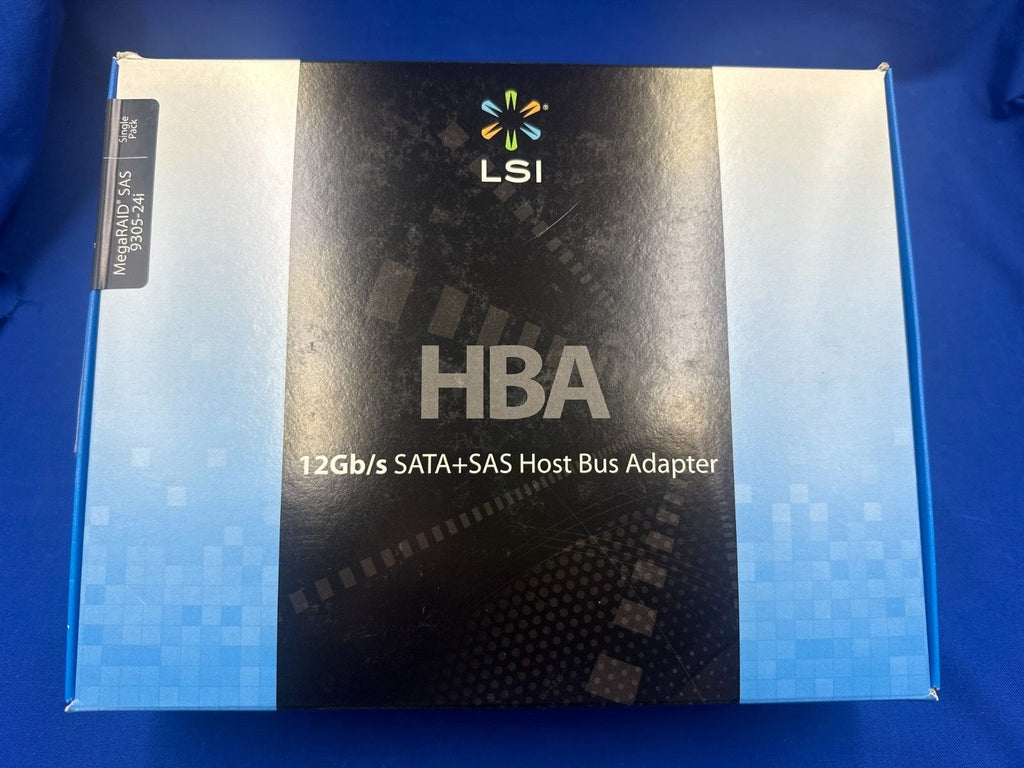 LSI
Single
Pack
MegaRAID® SAS
9305-24i
HBA
12Gb/s SATA+SAS Host Bus Adapter